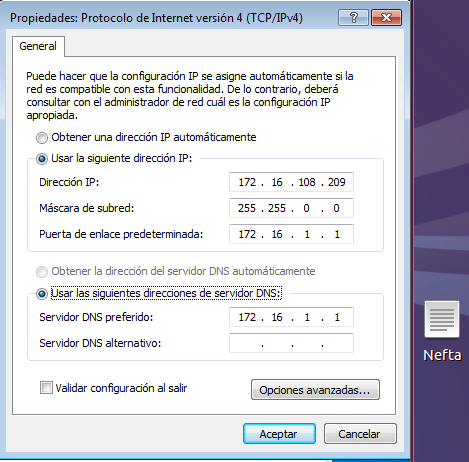 Propiedades: Protocolo de Internet versión 4 (TCP/IPv4)
General
Puede hacer que la configuración IP se asigne automáticamente si la
red es compatible con esta funcionalidad. De lo contrario, deberá
consultar con el administrador de red cuál es la configuración IP
apropiada.
Obtener una dirección IP automáticamente
Usar la siguiente dirección IP:
Dirección IP: 172 . 16 . 108 . 209
Máscara de subred: 255 . 255 . 0 . 0
Puerta de enlace predeterminada: 172 . 16 . 1 . 1
Obtener la dirección del servidor DNS automáticamente
Usar las siguientes direcciones de servidor DNS:
Servidor DNS preferido: 172 . 16 . 1 . 1
Servidor DNS alternativo: . . .
Nefta
Validar configuración al salir
Opciones avanzadas...
Aceptar Cancelar